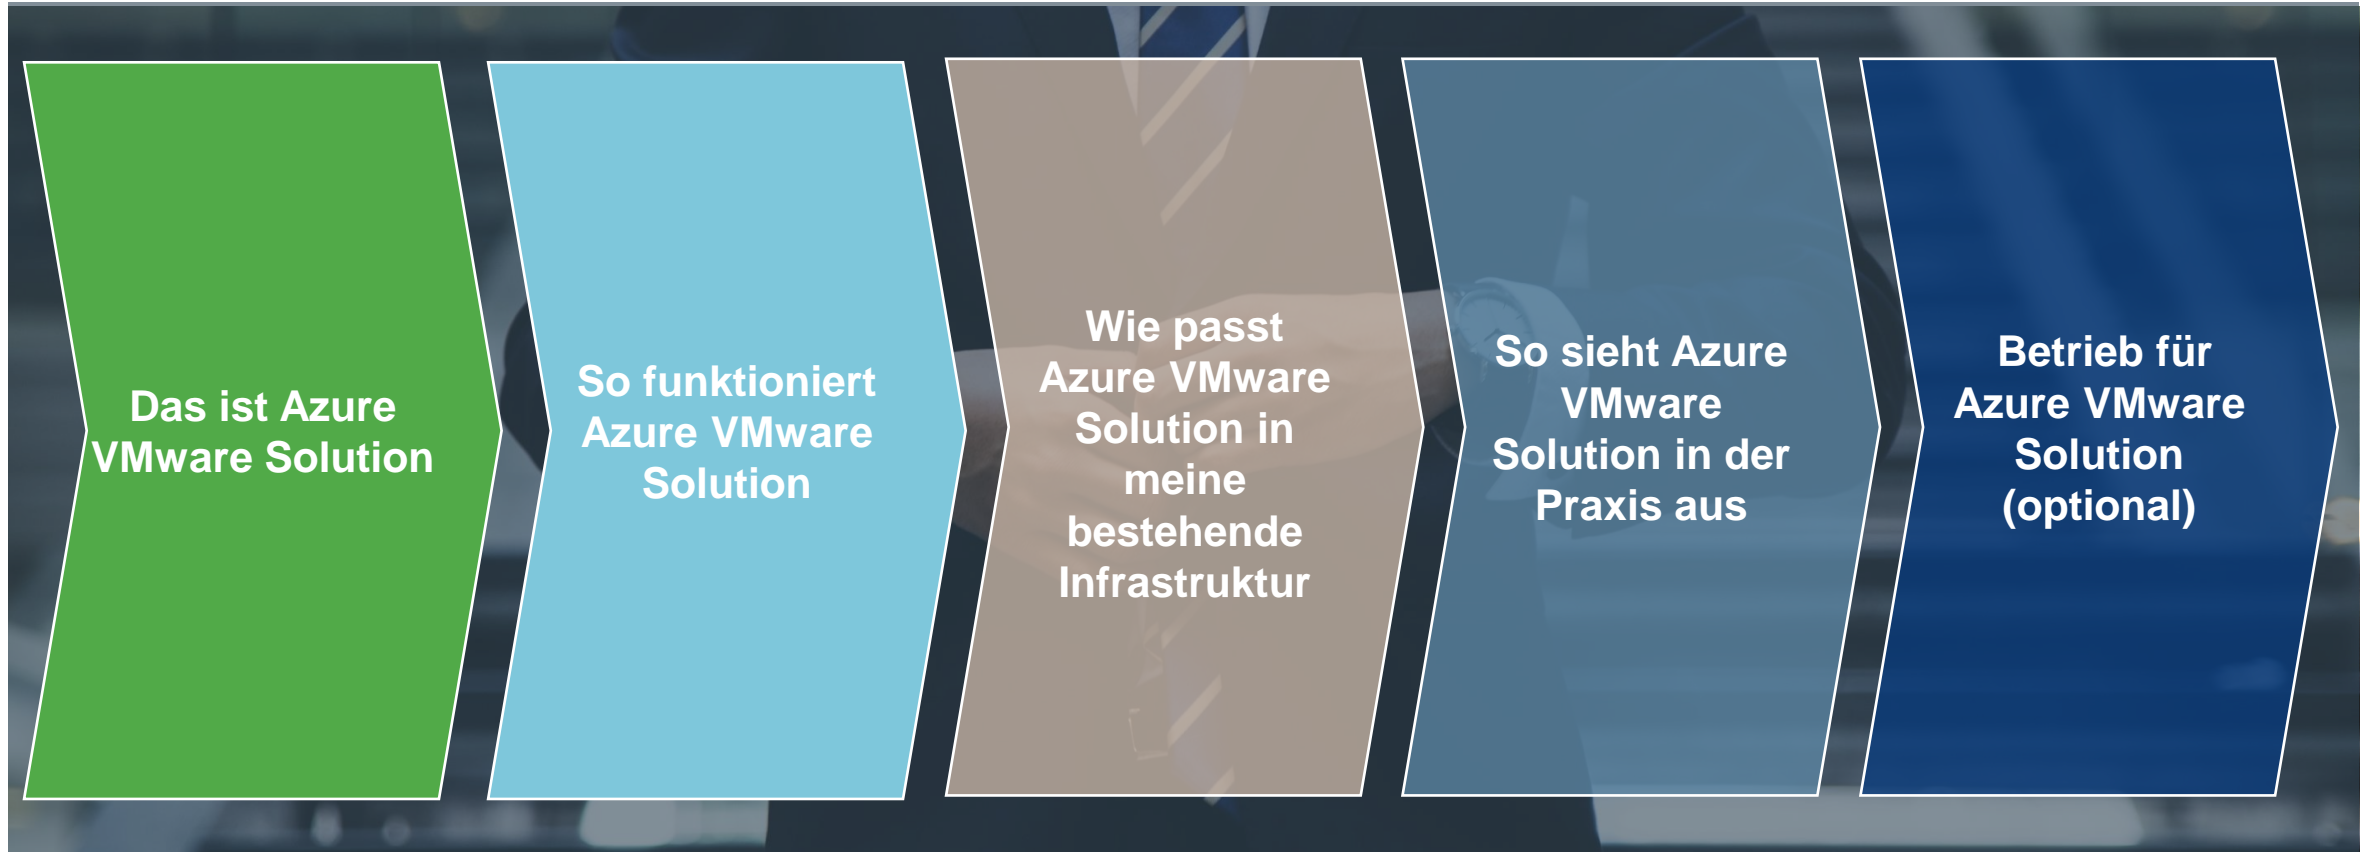 Das ist Azure
VMware Solution
So funktioniert
Azure VMware
Solution
Wie passt
Azure VMware
Solution in
meine
bestehende
Infrastruktur
So sieht Azure
VMware
Solution in der
Praxis aus
Betrieb für
Azure VMware
Solution
(optional)